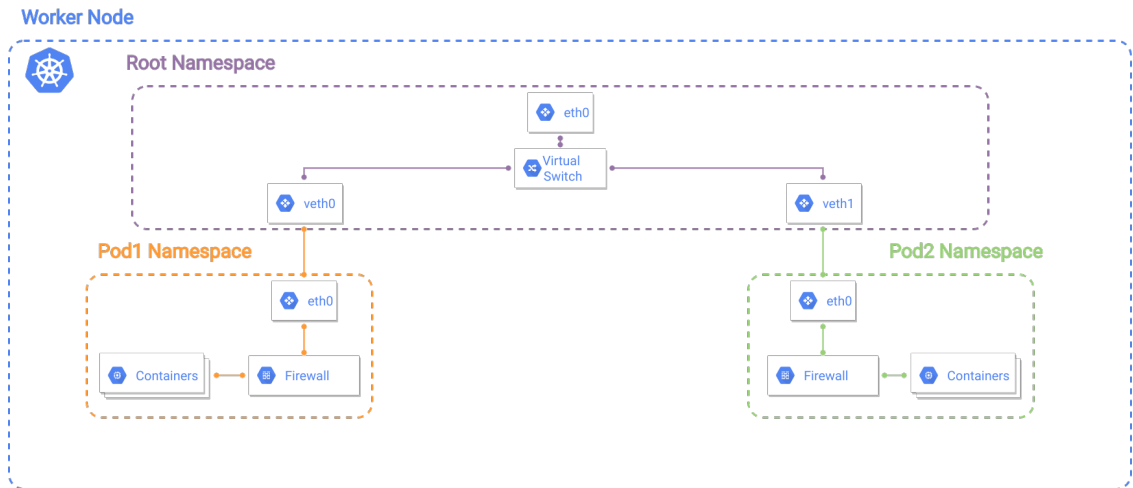 Worker Node
Root Namespace
eth0
Virtual
Switch
veth0
veth1
Pod1 Namespace
Pod2 Namespace
eth0
eth0
Containers
Firewall
Firewall
Containers